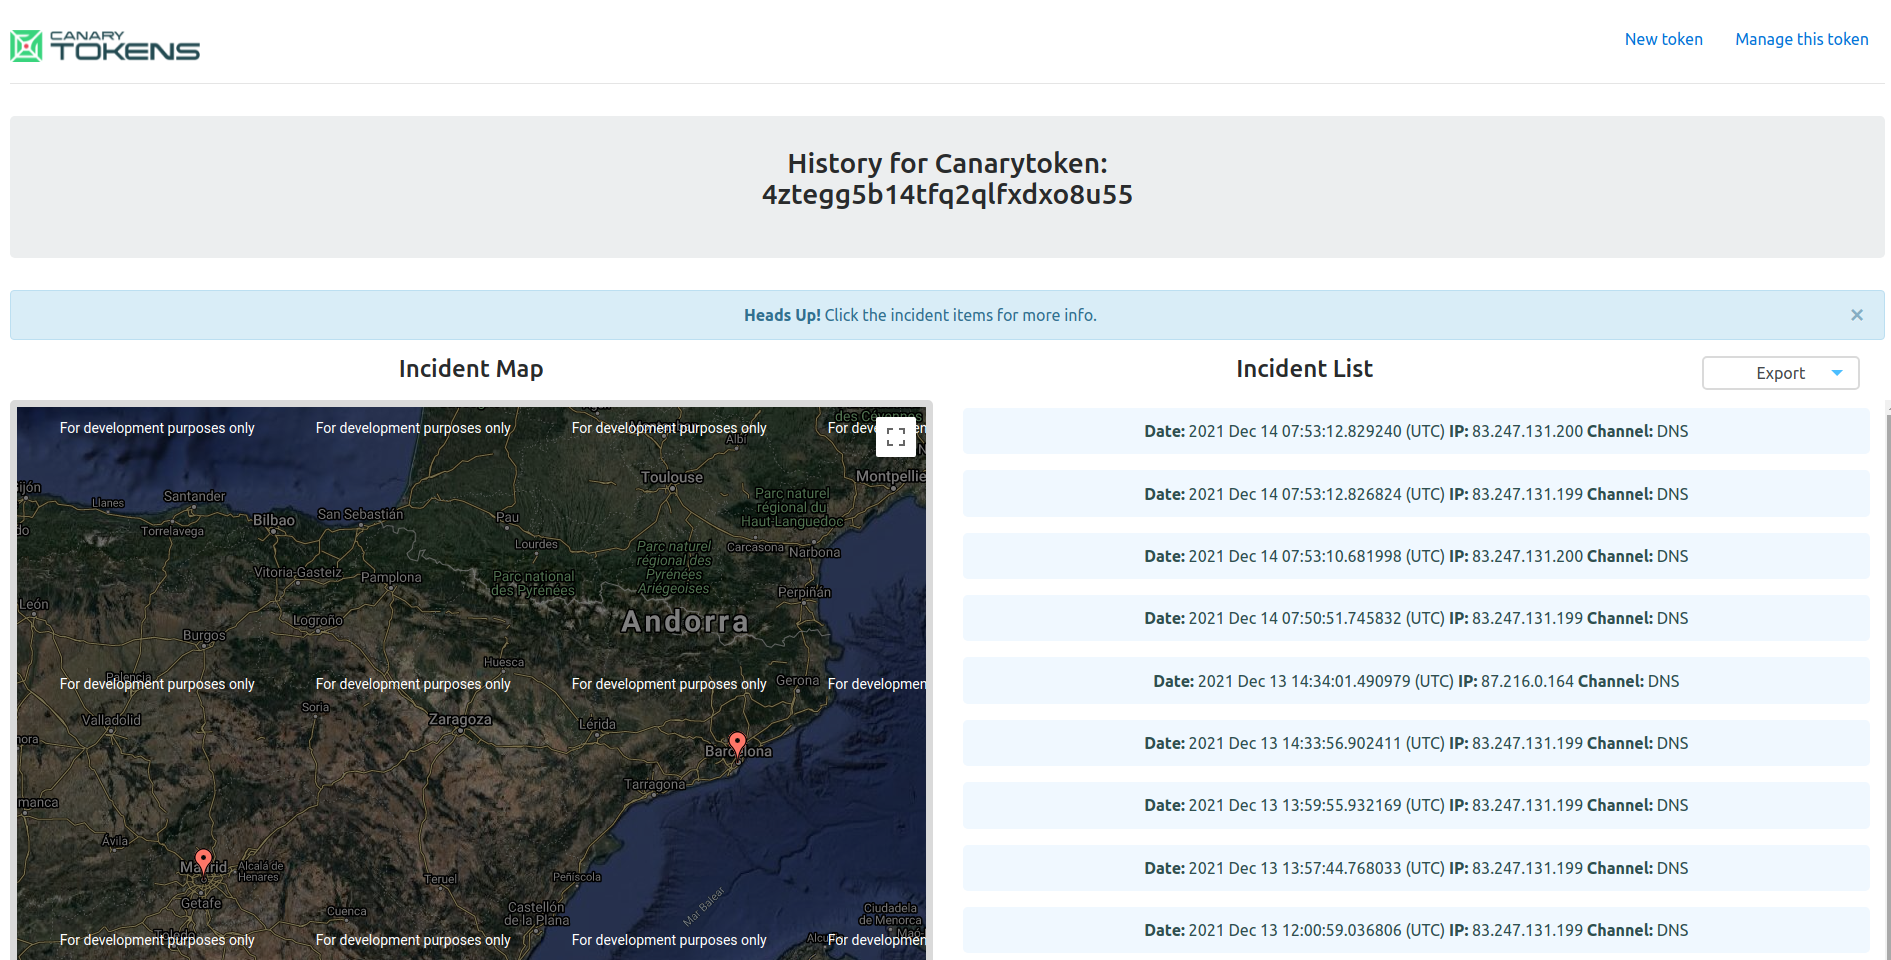 CANARY
TOKENS
New token
Manage this token
History for Canarytoken:
4ztegg5b14tfq2qlfxdxo8u55
Heads Up! Click the incident items for more info.
×
Incident Map
For development purposes only
For development purposes only
For development purposes only
Albi
Toulouse
Montpellie
Parc naturel
régional du
Haut-Languedoc
ijón
Llanes
Santander
Torrelavega
Bilbao
San Sebastián
Pau
Lourdes
Parc naturel
régional des
Pyrénées
Ariégeoises
Carcasona
Narbona
Vitoria-Gasteiz
Pamplona
Parc national
des Pyrénées
Perpiñán
León
Logroño
Burgos
Andorra
Huesca
Palencia
For development purposes only
For development purposes only
For development purposes only
Gerona
For developmen
Soria
Valladolid
Zaragoza
Lérida
Barcelona
Tarragona
manca
Ávila
Madrid
Alcalá de
Henares
Getafe
Teruel
Peñíscola
Cuenca
Castellón
de la Plana
Mar Balear
Ciudadela
de Menorca
Toledo
For development purposes only
For development purposes only
For development purposes only
For developmen
Incident List
Export
Date: 2021 Dec 14 07:53:12.829240 (UTC) IP: 83.247.131.200 Channel: DNS
Date: 2021 Dec 14 07:53:12.826824 (UTC) IP: 83.247.131.199 Channel: DNS
Date: 2021 Dec 14 07:53:10.681998 (UTC) IP: 83.247.131.200 Channel: DNS
Date: 2021 Dec 14 07:50:51.745832 (UTC) IP: 83.247.131.199 Channel: DNS
Date: 2021 Dec 13 14:34:01.490979 (UTC) IP: 87.216.0.164 Channel: DNS
Date: 2021 Dec 13 14:33:56.902411 (UTC) IP: 83.247.131.199 Channel: DNS
Date: 2021 Dec 13 13:59:55.932169 (UTC) IP: 83.247.131.199 Channel: DNS
Date: 2021 Dec 13 13:57:44.768033 (UTC) IP: 83.247.131.199 Channel: DNS
Date: 2021 Dec 13 12:00:59.036806 (UTC) IP: 83.247.131.199 Channel: DNS